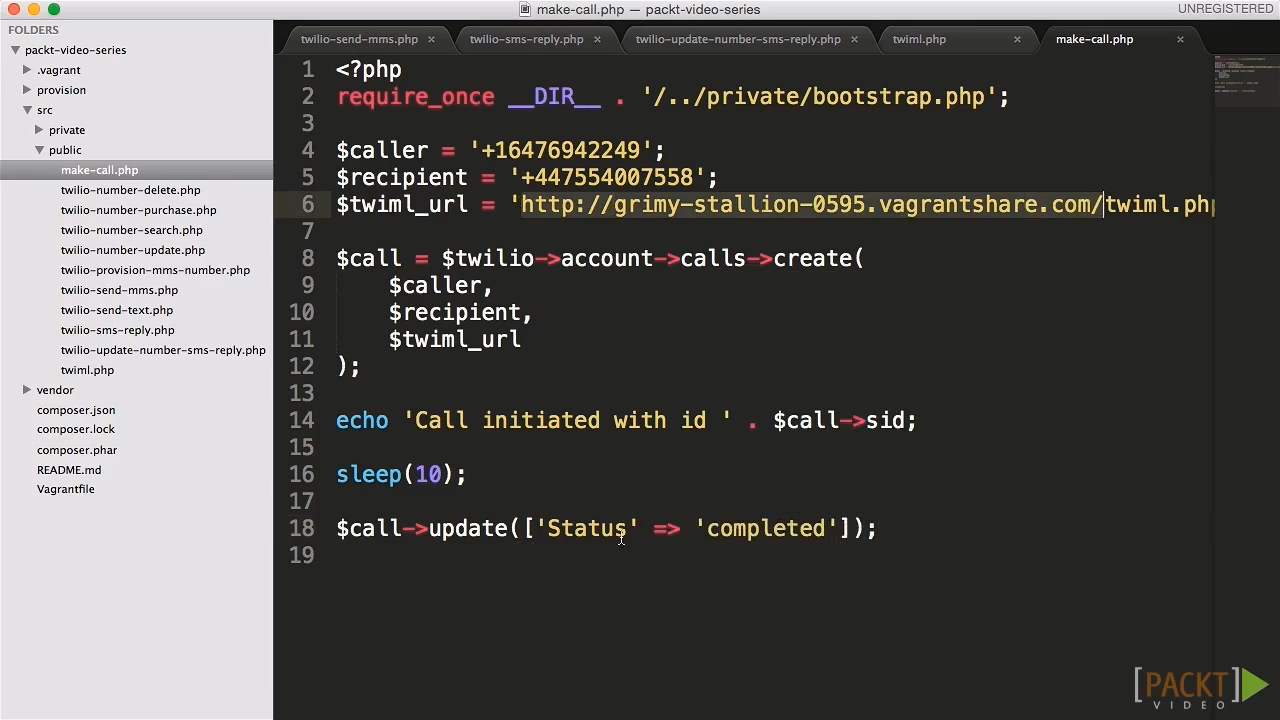 make-call.php — packt-video-series
UNREGISTERED
FOLDERS
packt-video-series
.vagrant
provision
src
private
public
make-call.php
twilio-number-delete.php
twilio-number-purchase.php
twilio-number-search.php
twilio-number-update.php
twilio-provision-mms-number.php
twilio-send-mms.php
twilio-send-text.php
twilio-sms-reply.php
twilio-update-number-sms-reply.php
twiml.php
vendor
composer.json
composer.lock
composer.phar
README.md
Vagrantfile
twilio-send-mms.php × twilio-sms-reply.php × twilio-update-number-sms-reply.php × twiml.php × make-call.php ×
1 <?php
2 require_once __DIR__ . '/../private/bootstrap.php';
3
4 $caller = '+16476942249';
5 $recipient = '+447554007558';
6 $twiml_url = 'http://grimy-stallion-0595.vagrantshare.com/twiml.php
7
8 $call = $twilio->account->calls->create(
9 $caller,
10 $recipient,
11 $twiml_url
12 );
13
14 echo 'Call initiated with id ' . $call->sid;
15
16 sleep(10);
17
18 $call->update(['Status' => 'completed']);
19
[PACKT]
VIDEO